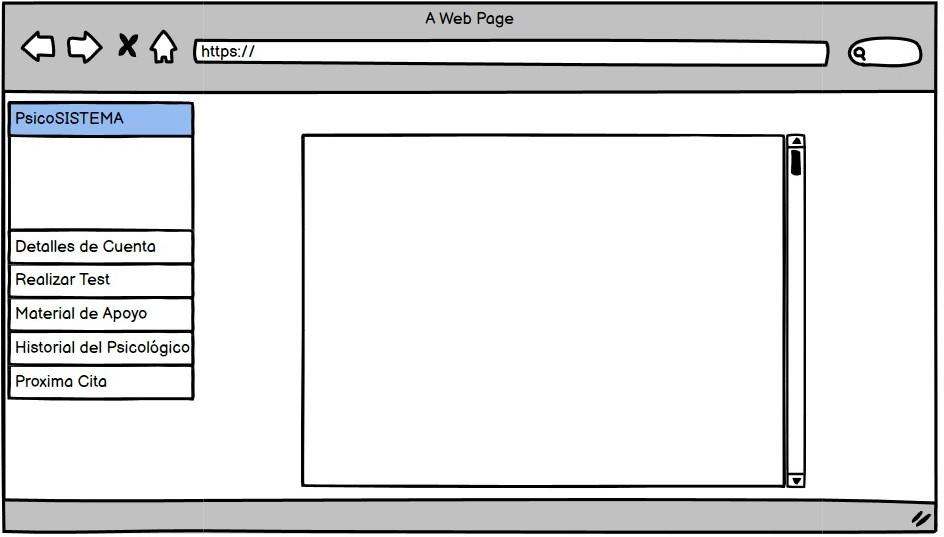 A Web Page
https://
PsicoSISTEMA
Detalles de Cuenta
Realizar Test
Material de Apoyo
Historial del Psicológico
Proxima Cita